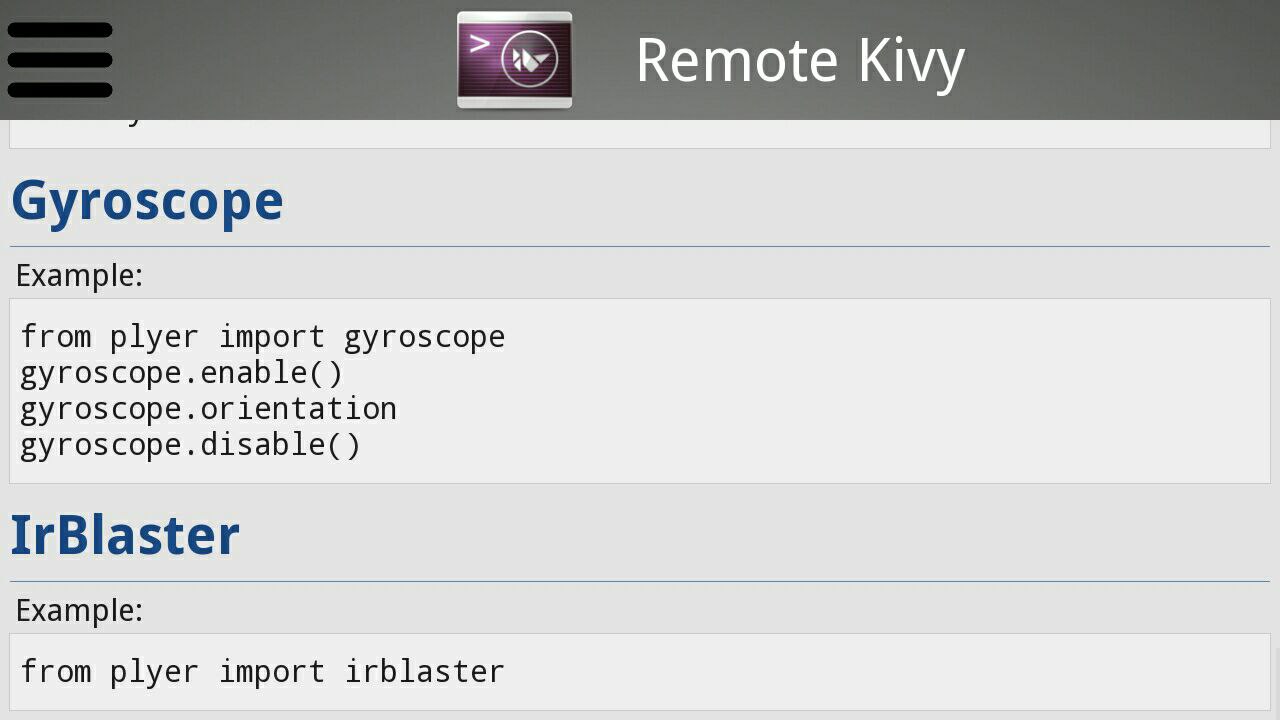 Remote Kivy
Gyroscope
Example:
from plyer import gyroscope
gyroscope.enable()
gyroscope.orientation
gyroscope.disable()
IrBlaster
Example:
from plyer import irblaster